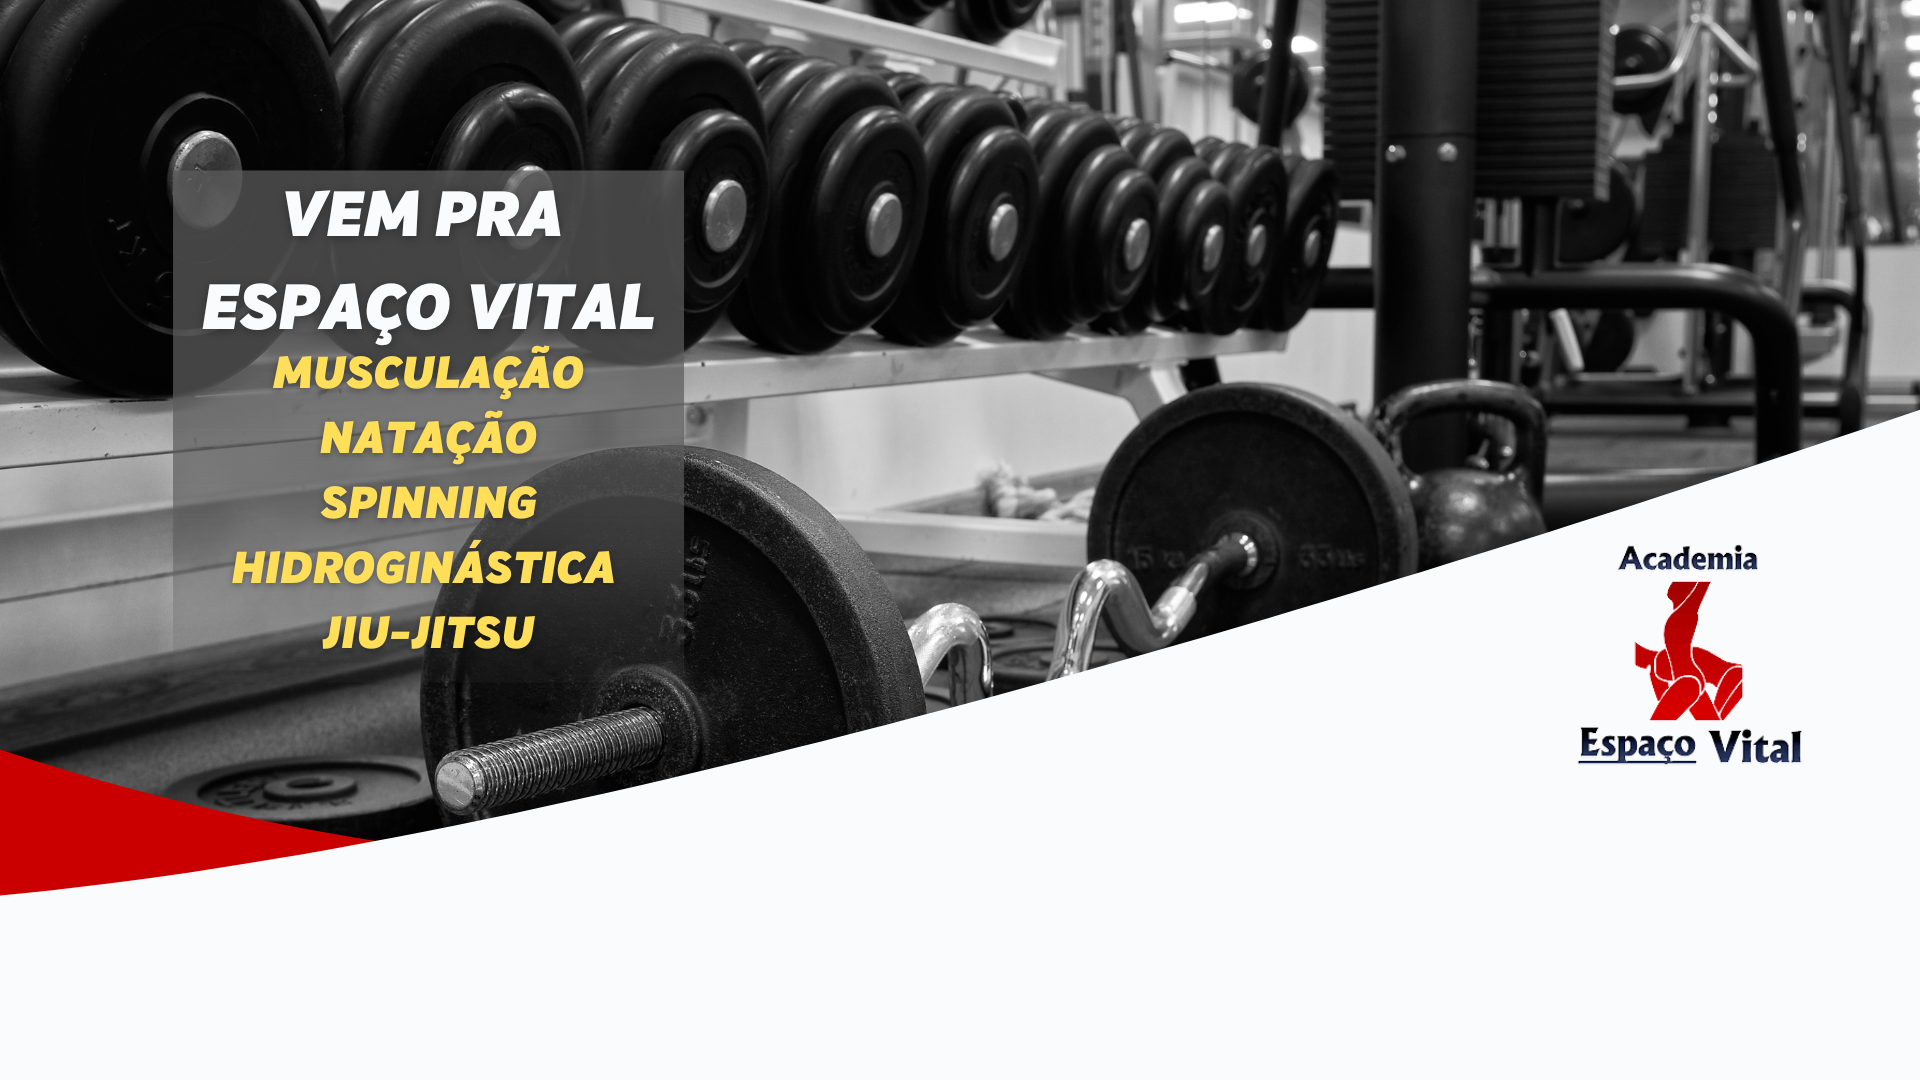 VEM PRA
ESPAÇO VITAL
MUSCULAÇÃO
NATAÇÃO
SPINNING
HIDROGINÁSTICA
JIU-JITSU
Academia
Espaço Vital